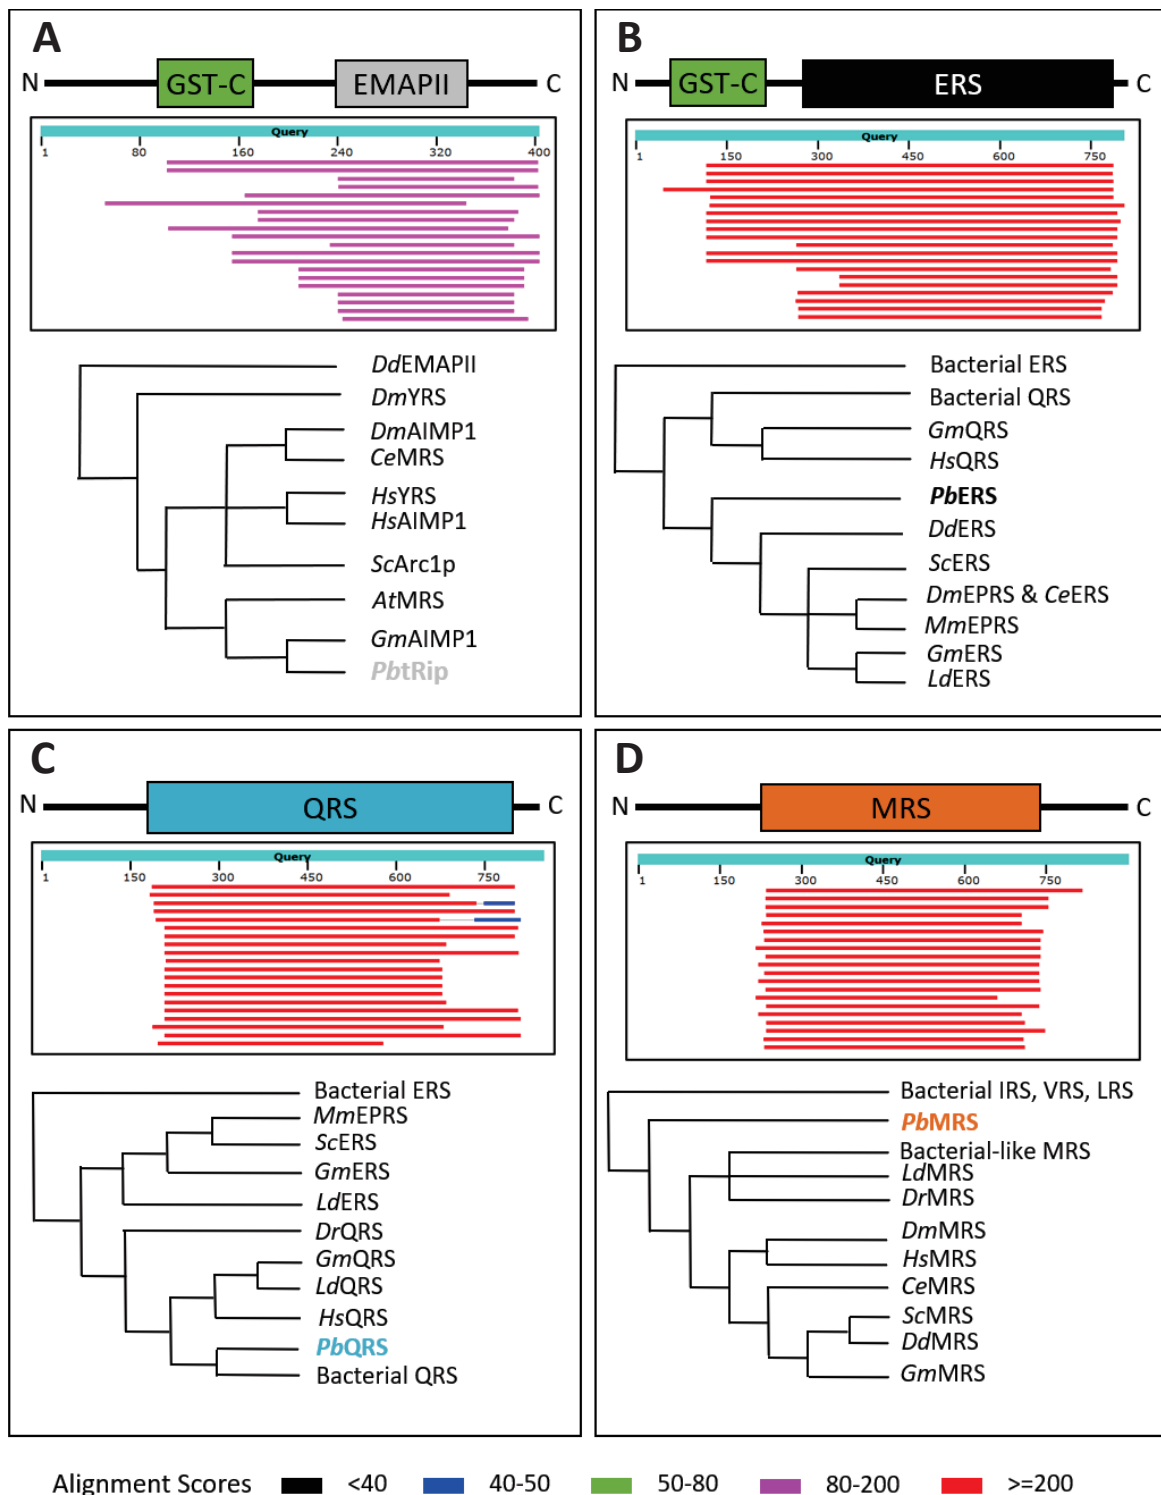 A
N GST-C EMAPII C
Query
1 80 160 240 320 400
DdEMAPII
DmYRS
DmAIMP1
CeMRS
HsYRS
HsAIMP1
ScArc1p
AtMRS
GmAIMP1
PbtRip
B
N GST-C ERS C
Query
1 150 300 450 600 750
Bacterial ERS
Bacterial QRS
GmQRS
HsQRS
PbERS
DdERS
ScERS
DmEPRS & CeERS
MmEPRS
GmERS
LdERS
C
N QRS C
Query
1 150 300 450 600 750
Bacterial ERS
MmEPRS
ScERS
GmERS
LdERS
DrQRS
GmQRS
LdQRS
HsQRS
PbQRS
Bacterial QRS
D
N MRS C
Query
1 150 300 450 600 750
Bacterial IRS, VRS, LRS
PbMRS
Bacterial-like MRS
LdMRS
DrMRS
DmMRS
HsMRS
CeMRS
ScMRS
DdMRS
GmMRS
Alignment Scores <40 40-50 50-80 80-200 >=200